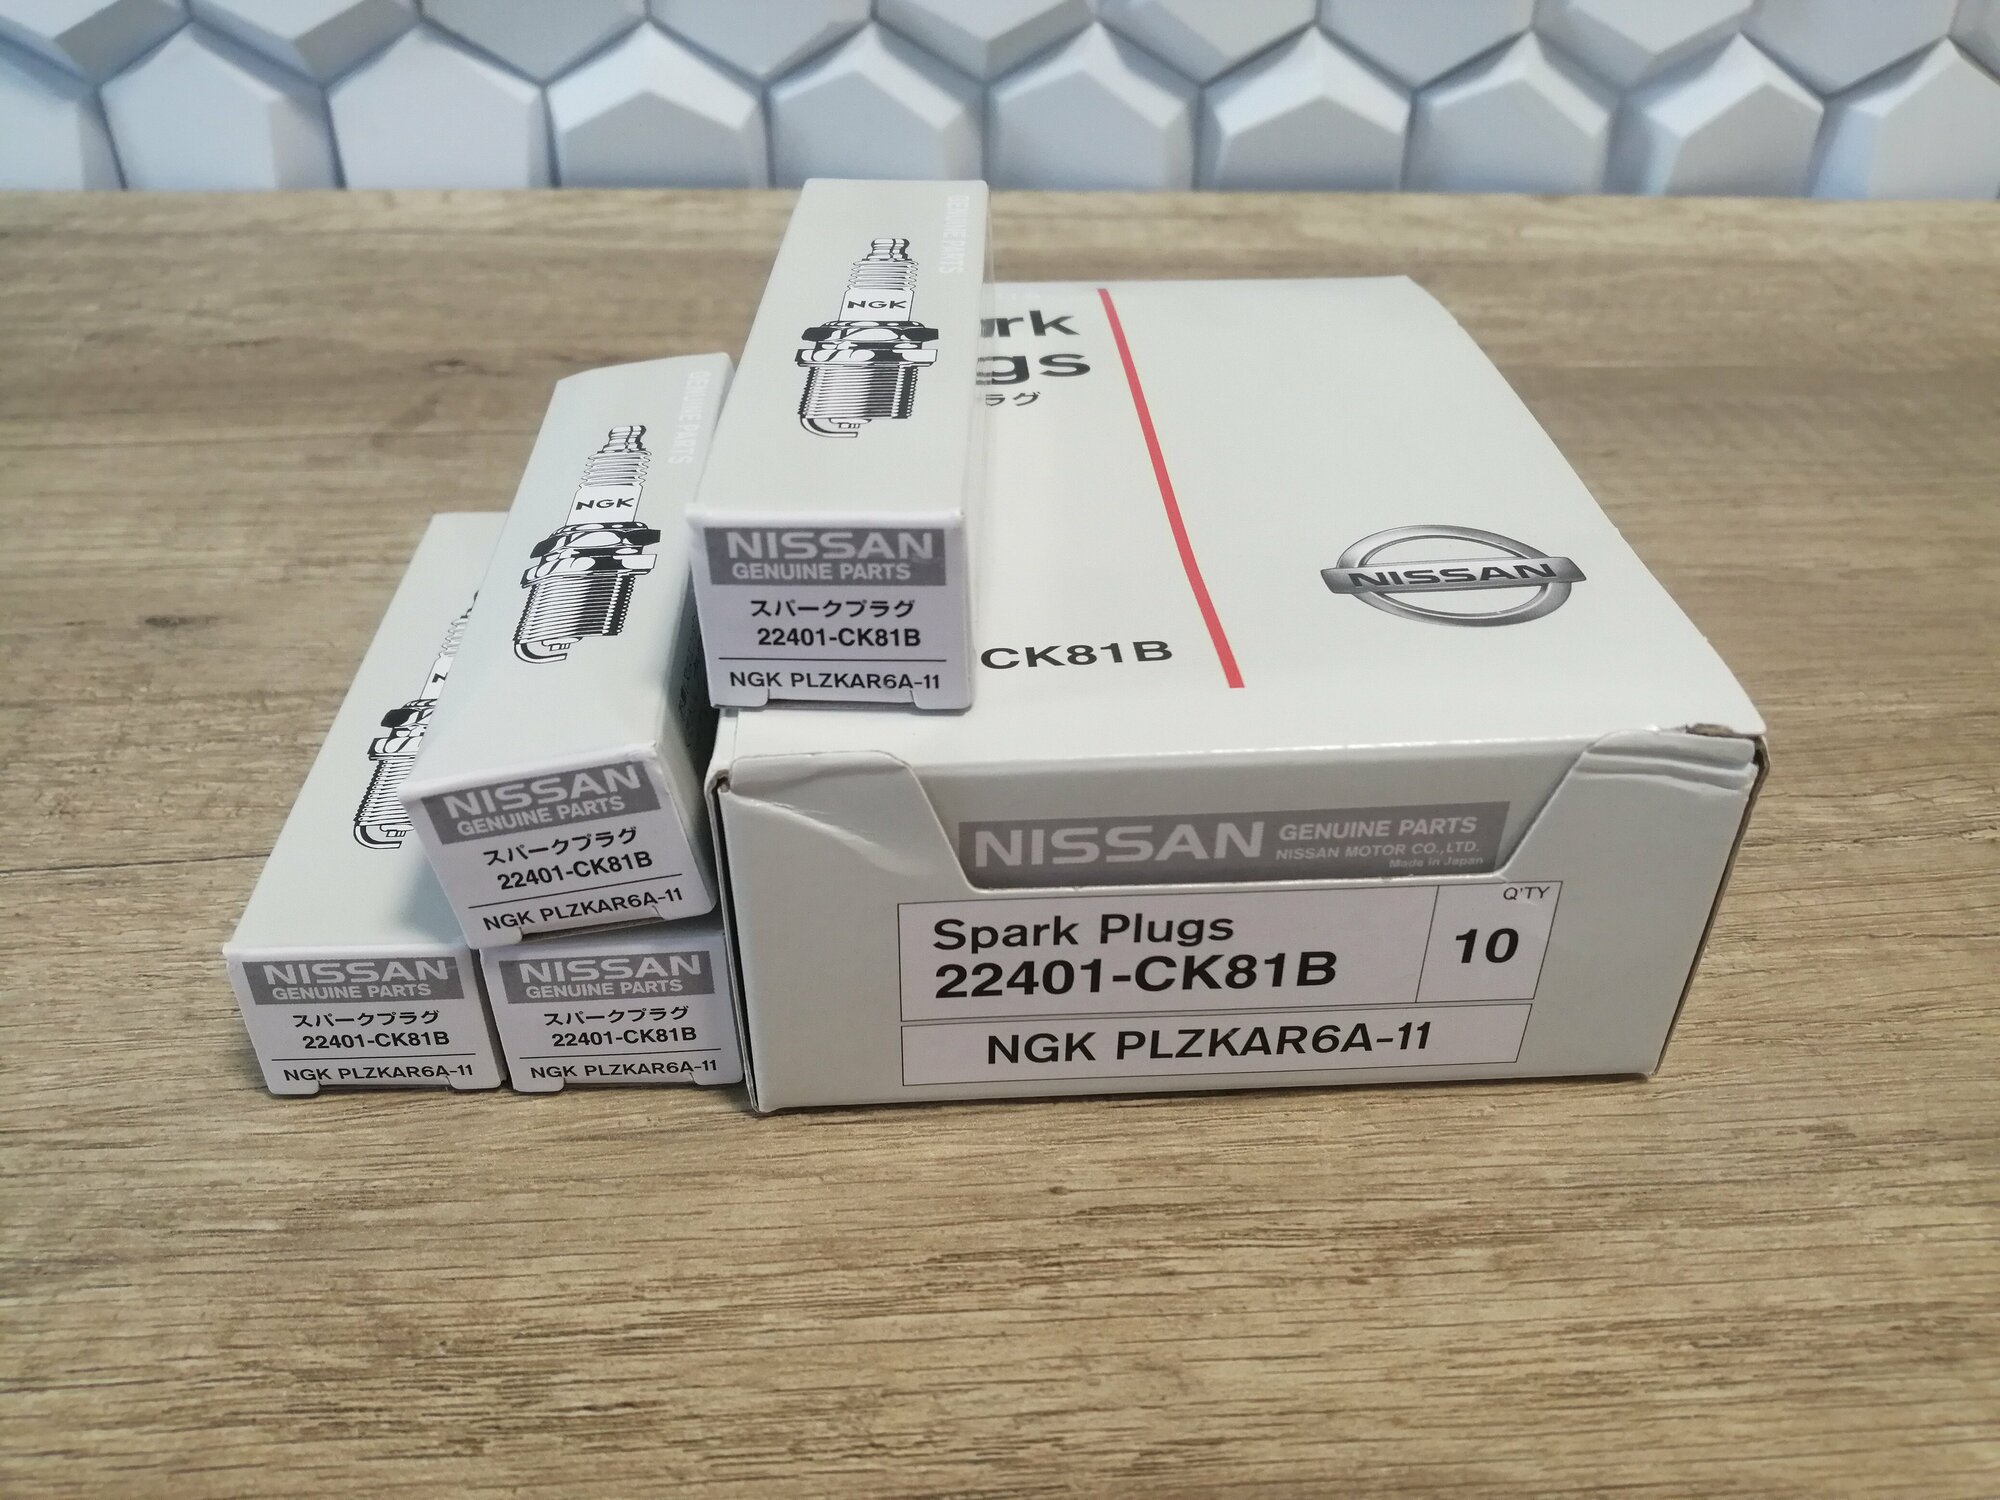 GENUINE PARTS
NGK
NISSAN
GENUINE PARTS
スパークプラグ
22401-CK81B
NGK PLZKAR6A-11
GENUINE PARTS
NGK
NISSAN
GENUINE PARTS
スパークプラグ
22401-CK81B
NGK PLZKAR6A-11
NISSAN
GENUINE PARTS
スパークプラグ
22401-CK81B
NGK PLZKAR6A-11
NISSAN
GENUINE PARTS
スパークプラグ
22401-CK81B
NGK PLZKAR6A-11
rk
gs
ラグ
CK81B
NISSAN
NISSAN GENUINE PARTS
NISSAN MOTOR CO.,LTD.
Made in Japan
Spark Plugs
22401-CK81B
Q'TY
10
NGK PLZKAR6A-11